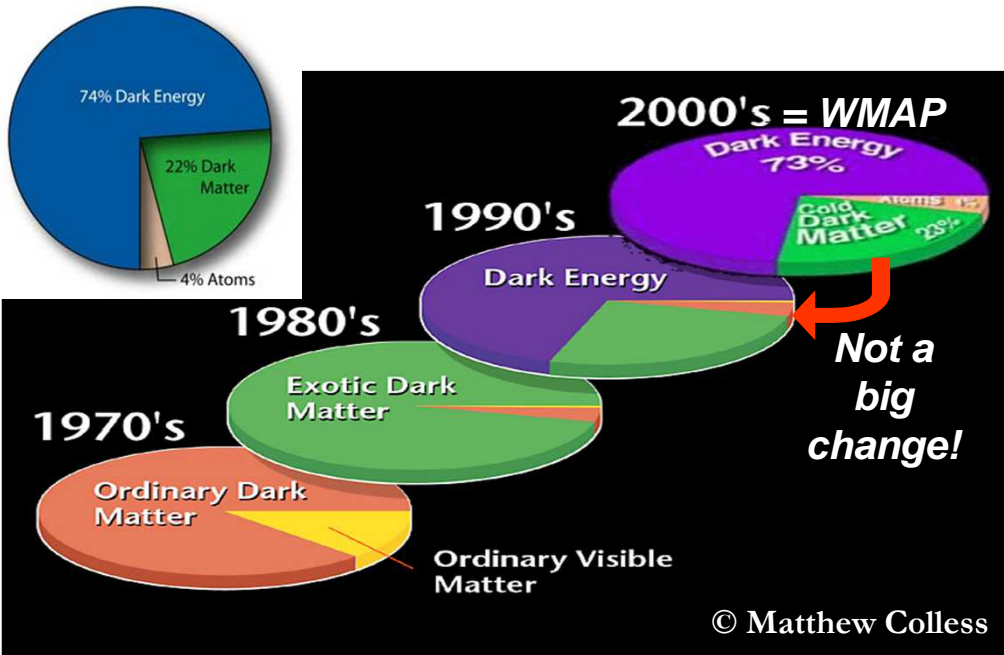 74% Dark Energy
22% Dark
Matter
4% Atoms
2000's = WMAP
Dark Energy
73%
Atoms 4%
Cold
Dark
Matter
23%
1990's
Dark Energy
Not a
big
change!
1980's
Exotic Dark
Matter
1970's
Ordinary Dark
Matter
Ordinary Visible
Matter
© Matthew Colless